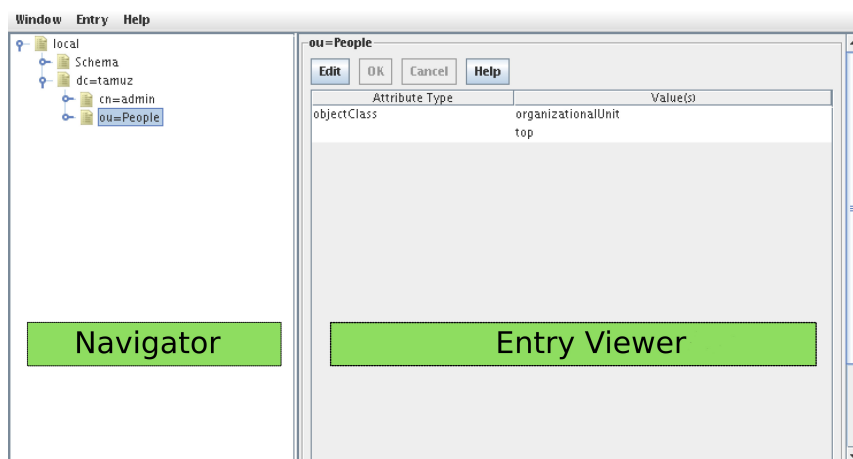 Window Entry Help
local
Schema
dc=tamuz
cn=admin
ou=People
ou=People
Edit OK Cancel Help
Attribute Type Value(s)
objectClass organizationalUnit
top
Navigator
Entry Viewer